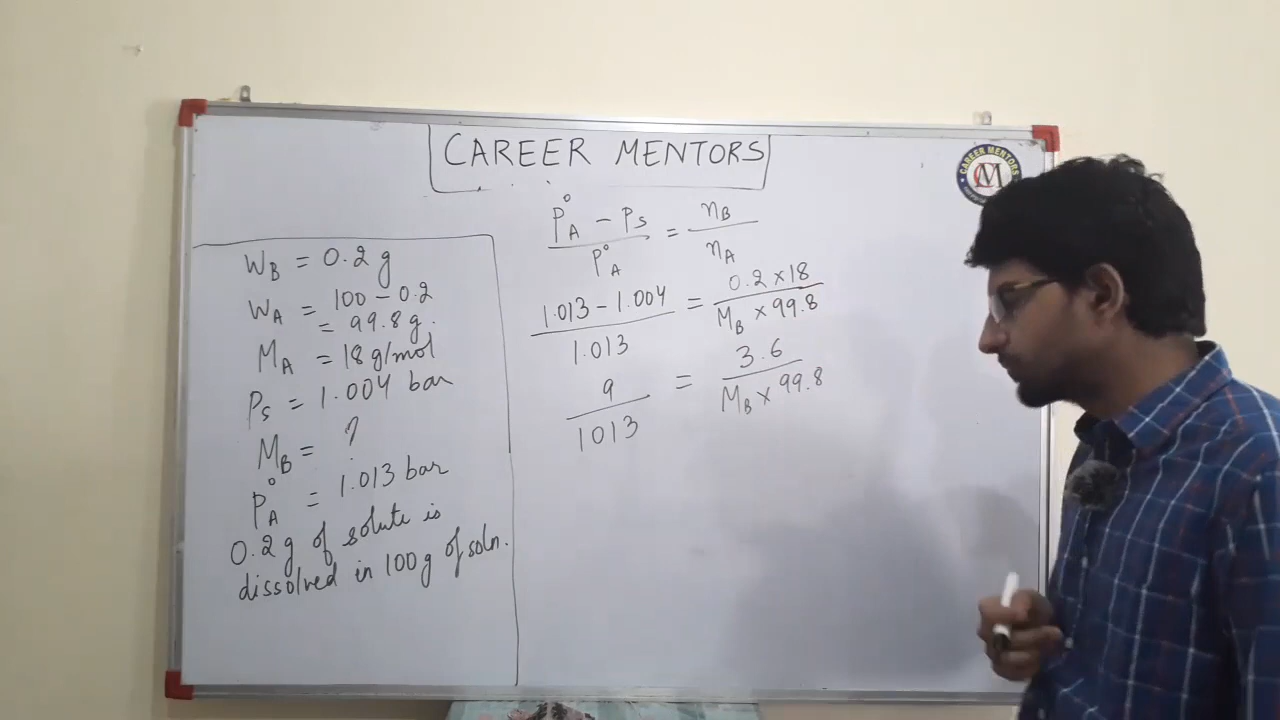 CAREER MENTORS
CAREER MENTORS
CM
W_B = 0.2 g
W_A = 100 - 0.2
= 99.8 g.
M_A = 18 g/mol
P_S = 1.004 bar
M_B = ?
P°_A = 1.013 bar
0.2 g of solute is
dissolved in 100 g of soln.
(P°_A - P_S) / P°_A = n_B / n_A
(1.013 - 1.004) / 1.013 = (0.2 × 18) / (M_B × 99.8)
9 / 1013 = 3.6 / (M_B × 99.8)